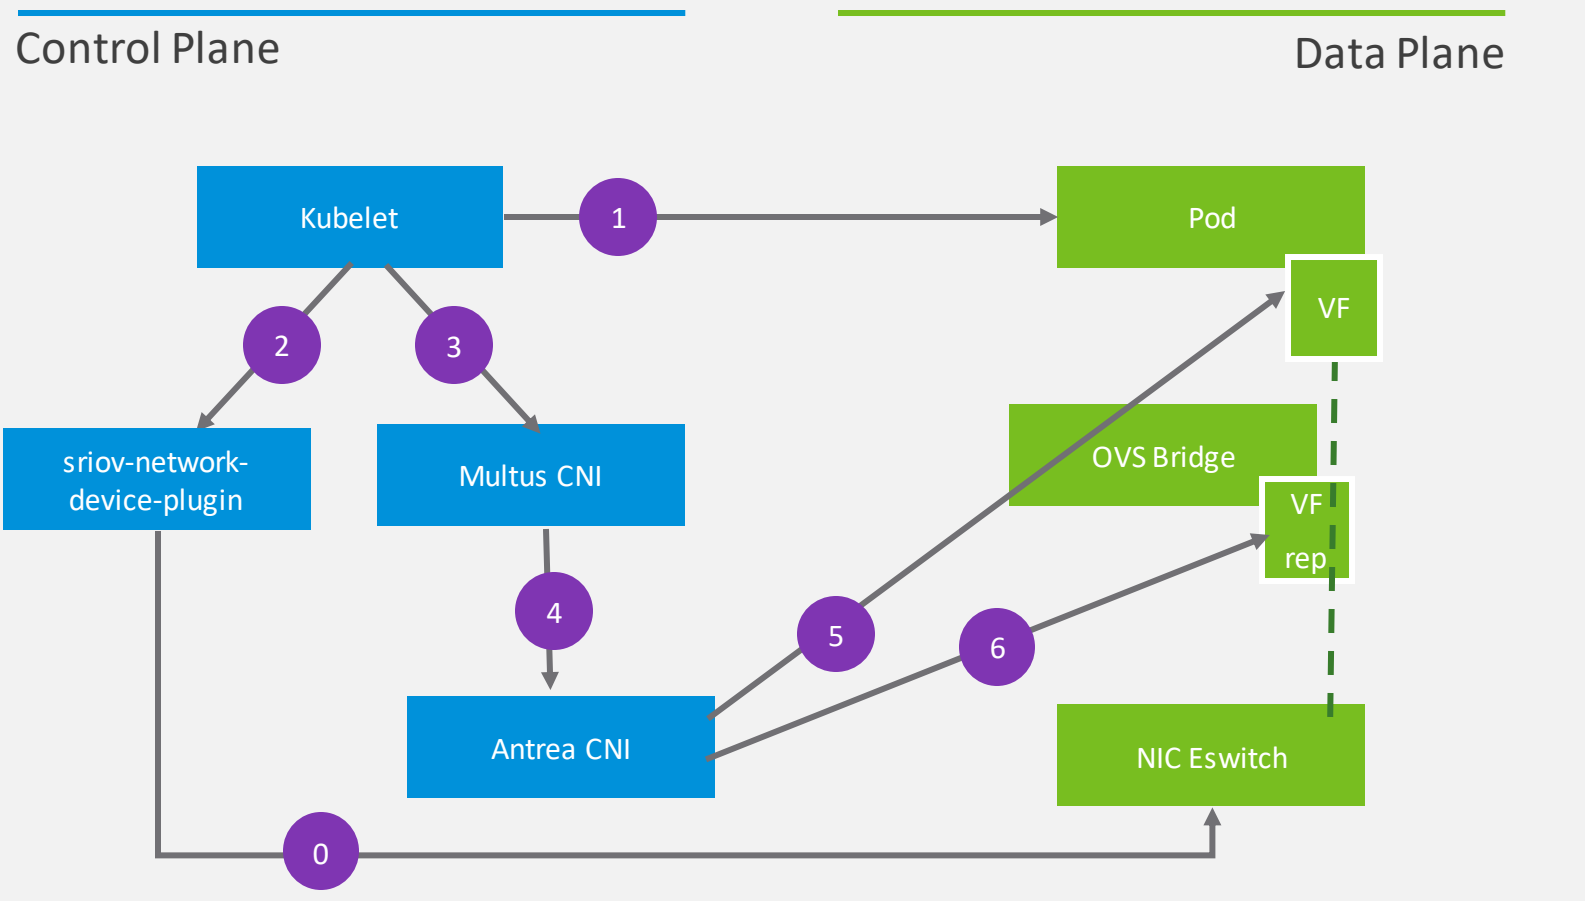 Control Plane
Data Plane
Kubelet
1
Pod
2
3
VF
sriov-network-
device-plugin
Multus CNI
OVS Bridge
VF
rep
4
5
6
Antrea CNI
NIC Eswitch
0